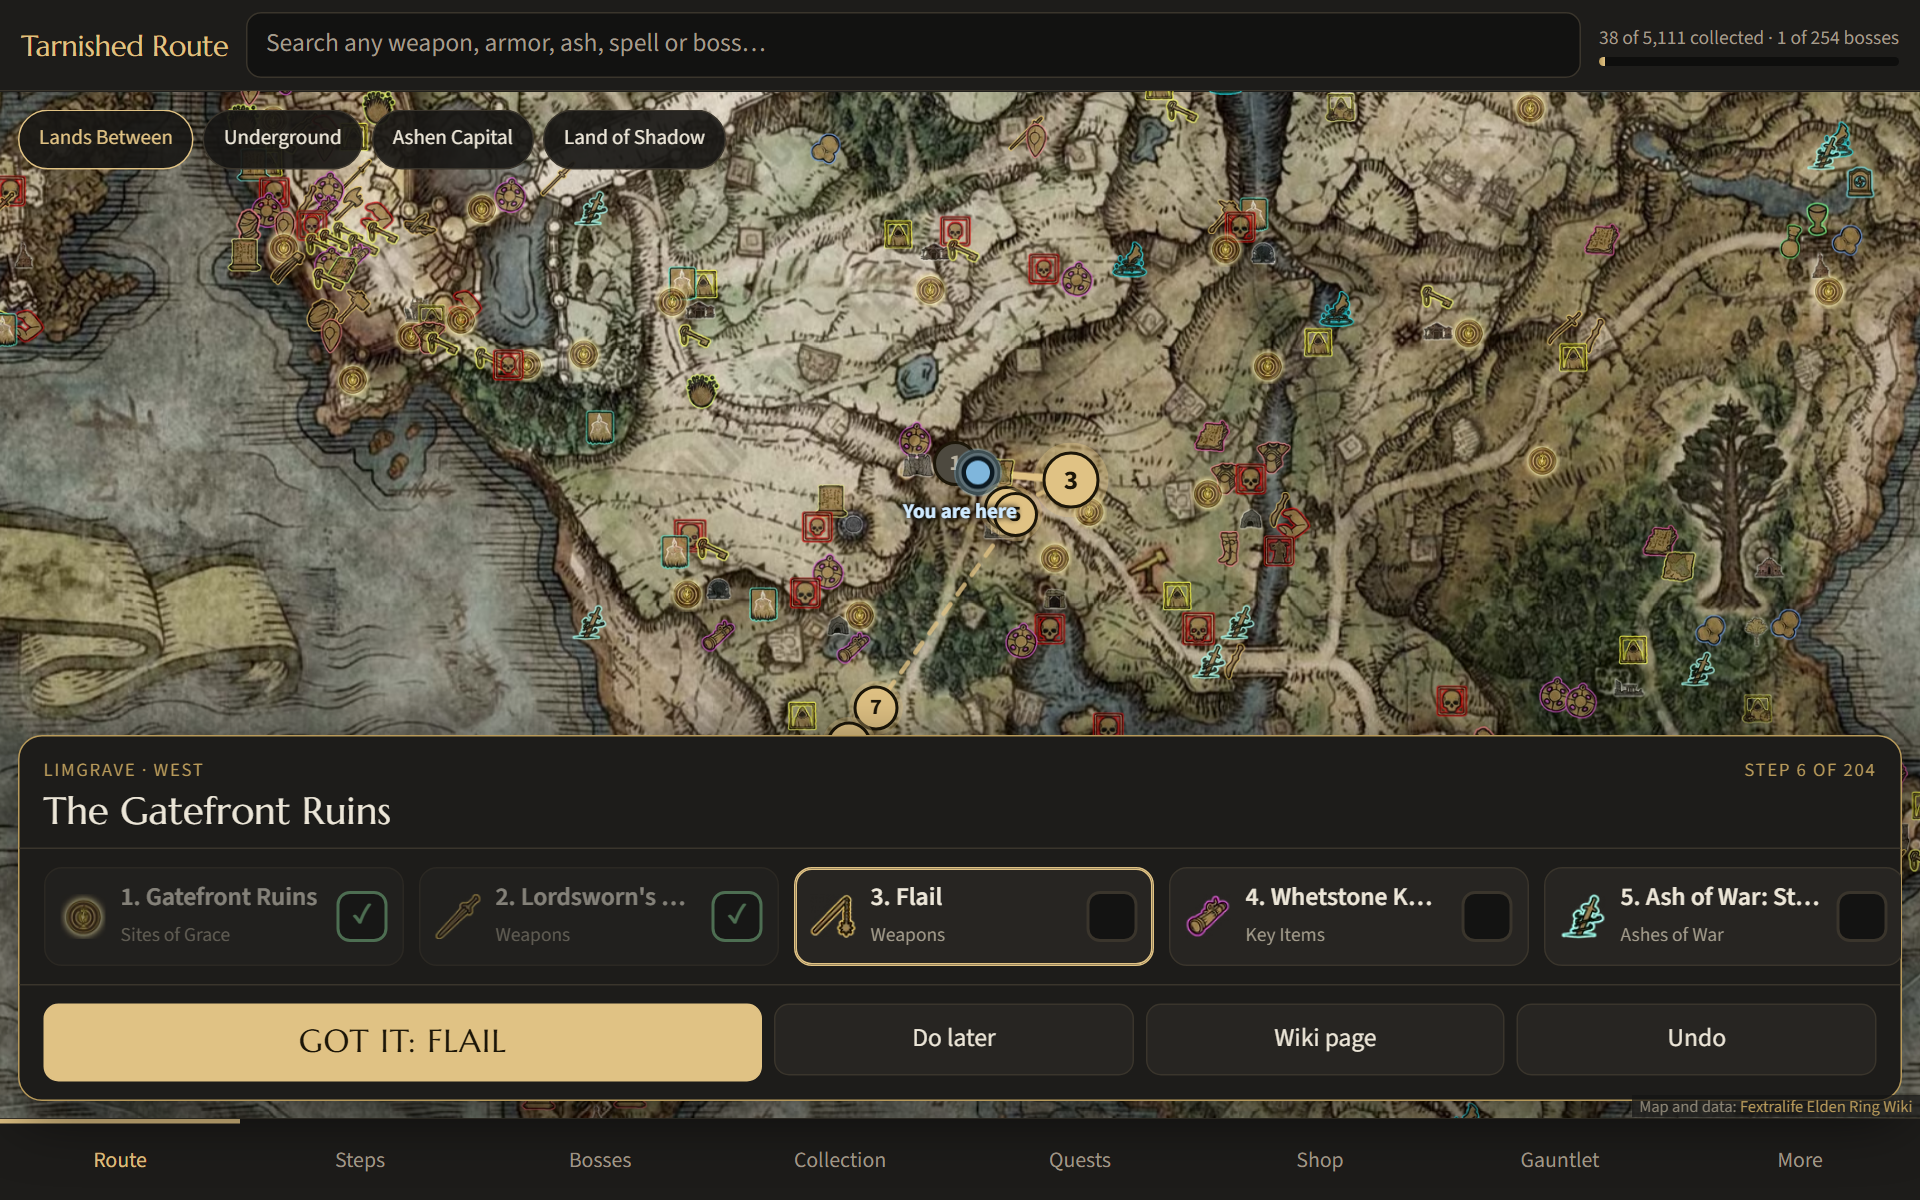 Tarnished Route
Search any weapon, armor, ash, spell or boss…
38 of 5,111 collected · 1 of 254 bosses
Lands Between
Underground
Ashen Capital
Land of Shadow
3
You are here
7
LIMGRAVE · WEST
STEP 6 OF 204
The Gatefront Ruins
1. Gatefront Ruins
Sites of Grace
2. Lordsworn's …
Weapons
3. Flail
Weapons
4. Whetstone K…
Key Items
5. Ash of War: St…
Ashes of War
GOT IT: FLAIL
Do later
Wiki page
Undo
Map and data: Fextralife Elden Ring Wiki
Route
Steps
Bosses
Collection
Quests
Shop
Gauntlet
More